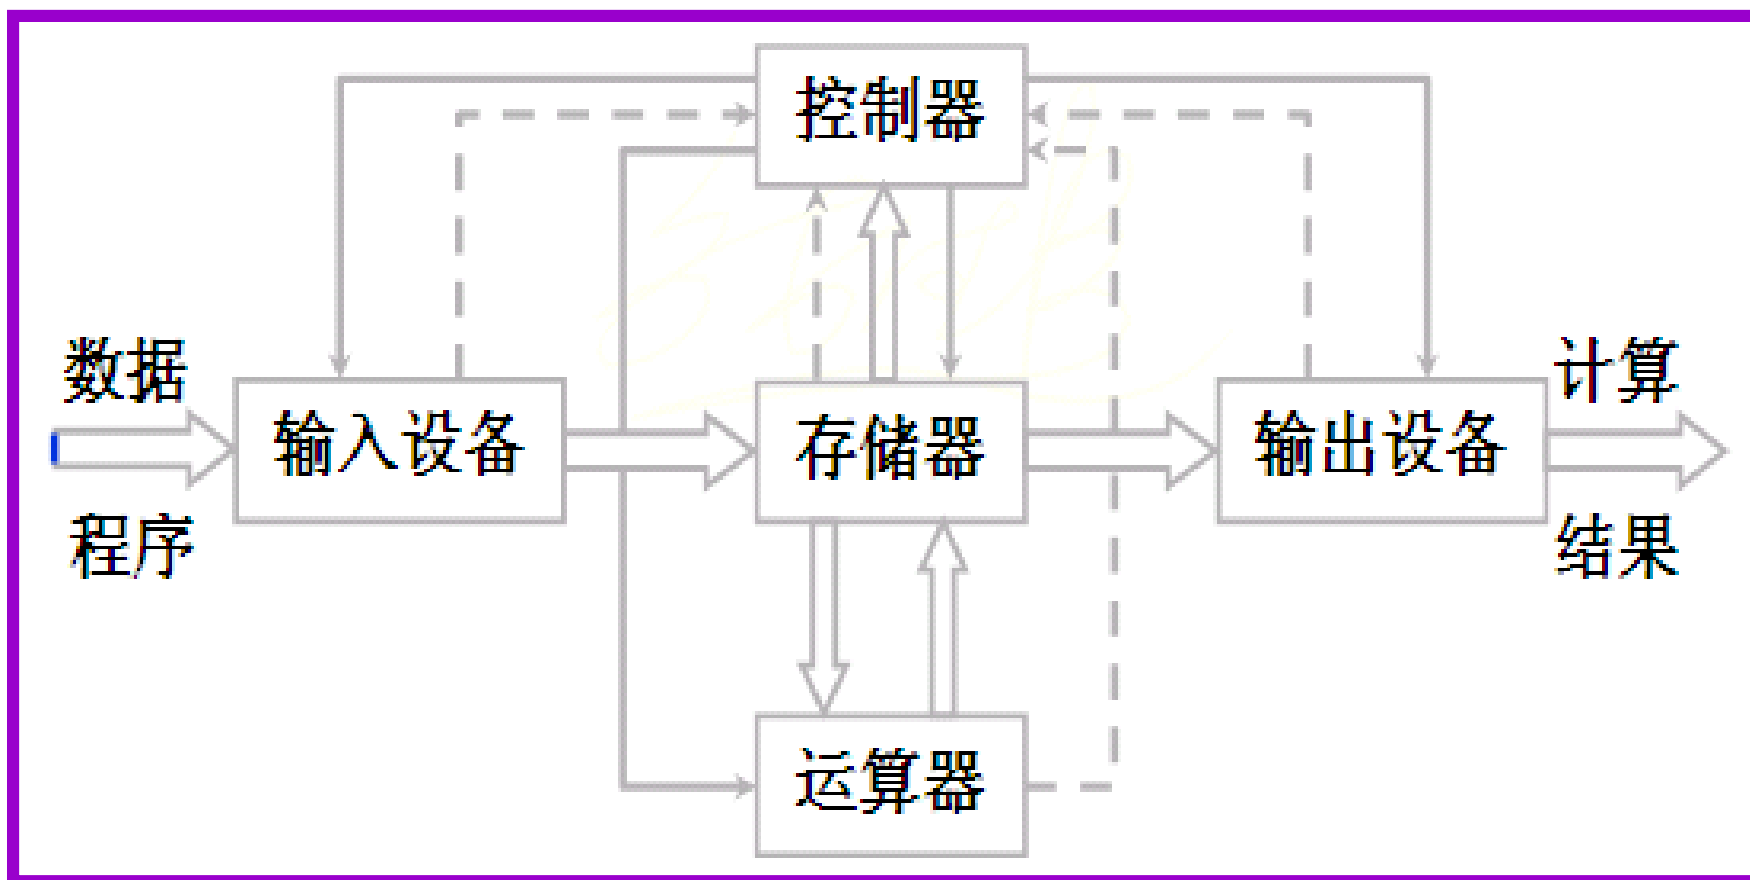 控制器
数据
计算
输入设备
存储器
输出设备
程序
结果
运算器